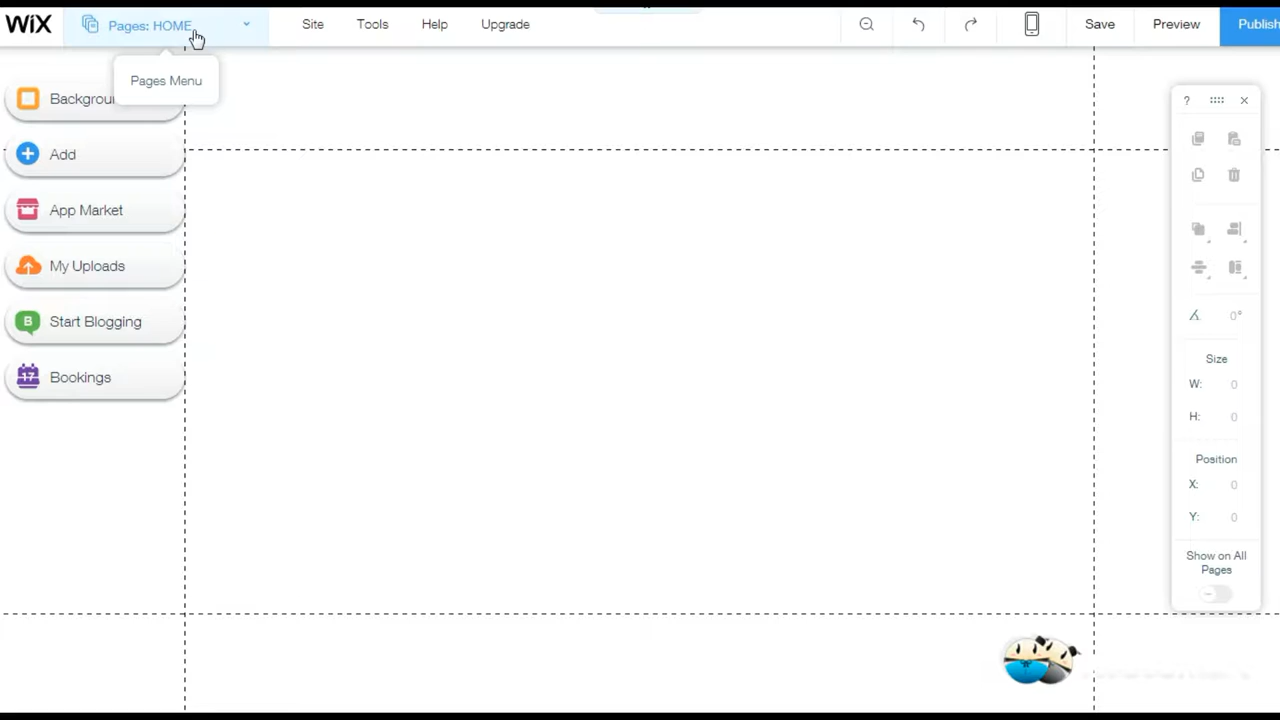 WiX
Pages: HOME
Site
Tools
Help
Upgrade
Save
Preview
Publish
Pages Menu
Backgrou
Add
App Market
My Uploads
B
Start Blogging
17
Bookings
?
0°
Size
W: 0
H: 0
Position
X: 0
Y: 0
Show on All
Pages